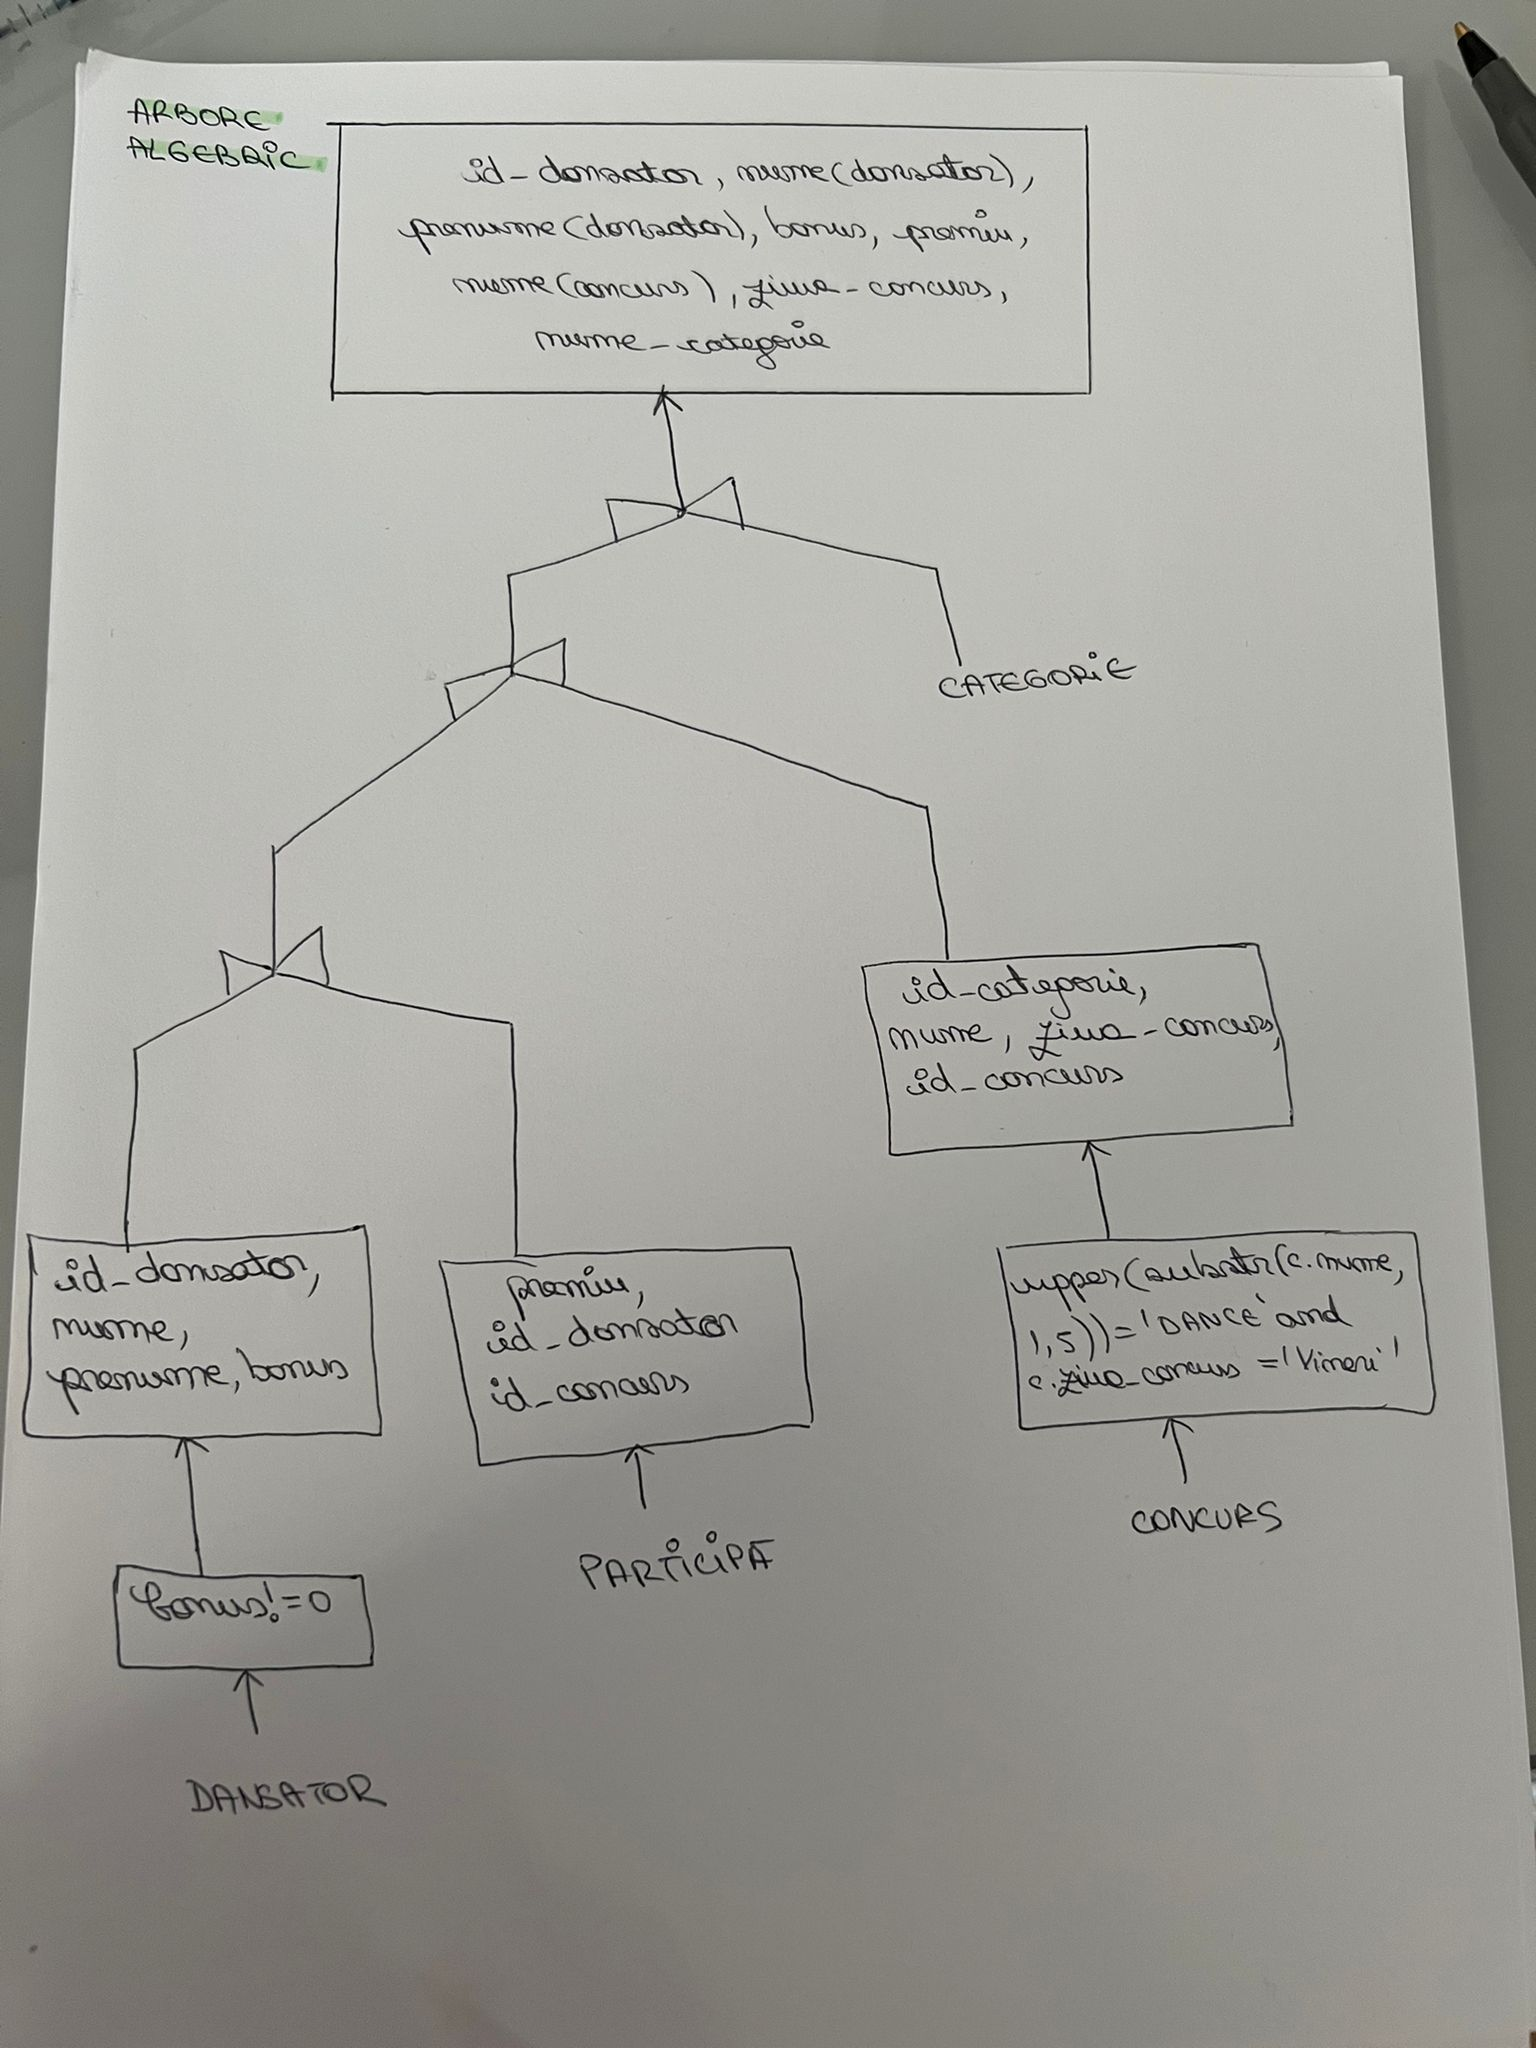 ARBORE
ALGEBRIC
id_dansator, nume(dansator),
prenume(dansator), bonus, premiu,
nume(concurs), ziua_concurs,
nume_categorie
CATEGORIE
id_categorie,
nume, ziua_concurs,
id_concurs
id_dansator,
nume,
prenume, bonus
premiu,
id_dansator
id_concurs
upper(substr(c.nume,
1,5))='DANCE' and
c.ziua_concurs='Vineri'
CONCURS
PARTICIPĂ
bonus!=0
DANSATOR